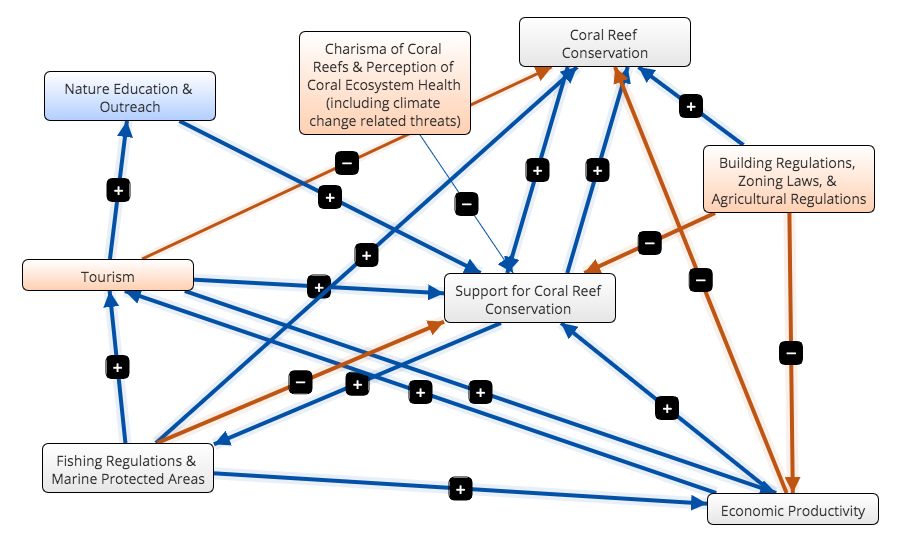 Coral Reef
Conservation
Charisma of Coral
Reefs & Perception of
Coral Ecosystem Health
(including climate
change related threats)
Nature Education &
Outreach
Building Regulations,
Zoning Laws, &
Agricultural Regulations
Tourism
Support for Coral Reef
Conservation
Fishing Regulations &
Marine Protected Areas
Economic Productivity